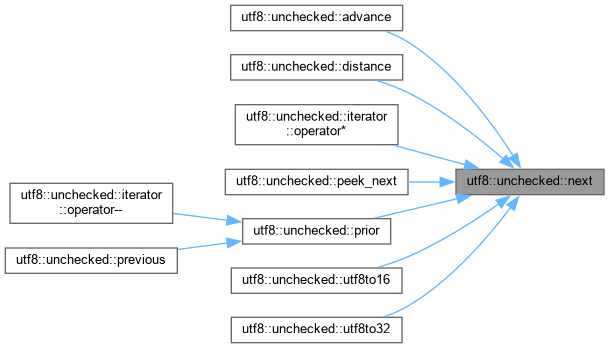 utf8::unchecked::advance
utf8::unchecked::distance
utf8::unchecked::iterator
::operator*
utf8::unchecked::peek_next
utf8::unchecked::next
utf8::unchecked::iterator
::operator--
utf8::unchecked::prior
utf8::unchecked::previous
utf8::unchecked::utf8to16
utf8::unchecked::utf8to32